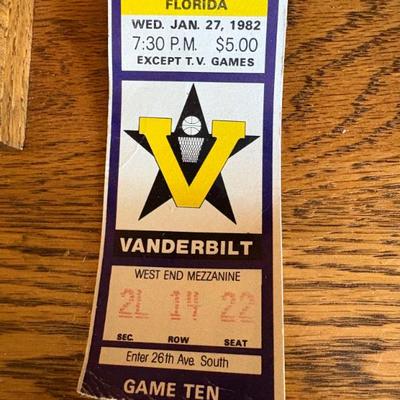 FLORIDA
WED. JAN. 27, 1982
7:30 P.M. $5.00
EXCEPT T.V. GAMES
V
VANDERBILT
WEST END MEZZANINE
2L 14 22
SEC. ROW SEAT
Enter 26th Ave. South
GAME TEN